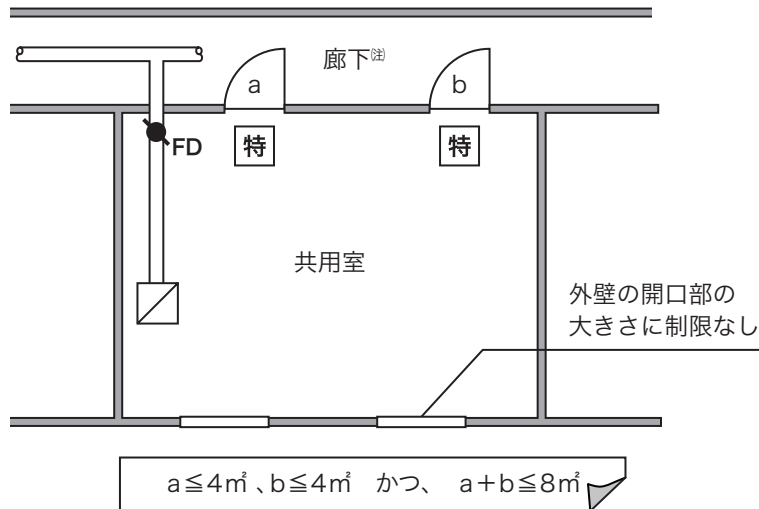 廊下(注)
a
b
FD
特
特
共用室
外壁の開口部の
大きさに制限なし
a≦4㎡、b≦4㎡ かつ、 a+b≦8㎡